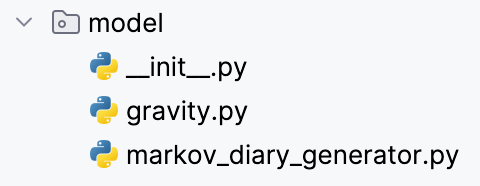 model
__init__.py
gravity.py
markov_diary_generator.py